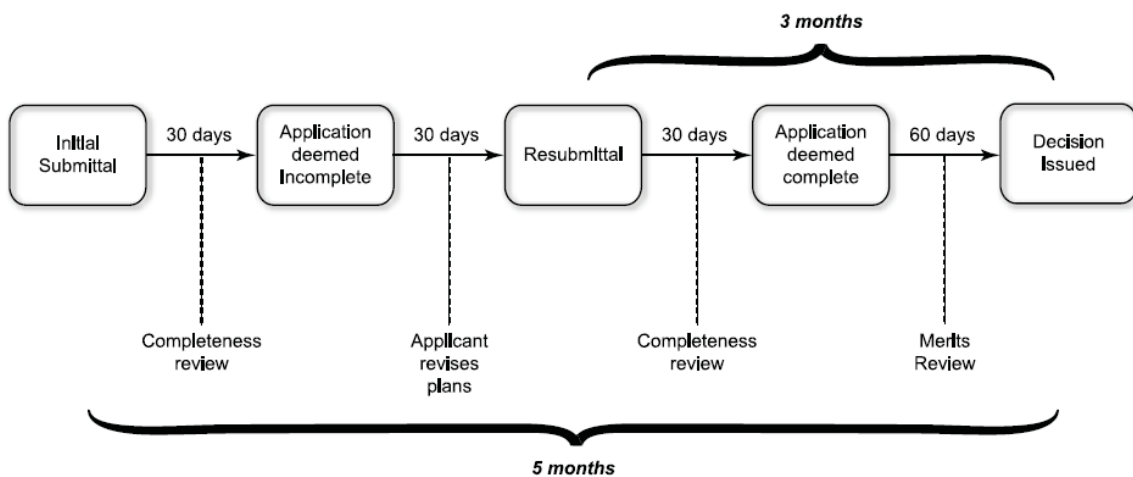 3 months
Initial
Submittal
30 days
Application
deemed
Incomplete
30 days
Resubmittal
30 days
Application
deemed
complete
60 days
Decision
Issued
Completeness
review
Applicant
revises
plans
Completeness
review
Merits
Review
5 months